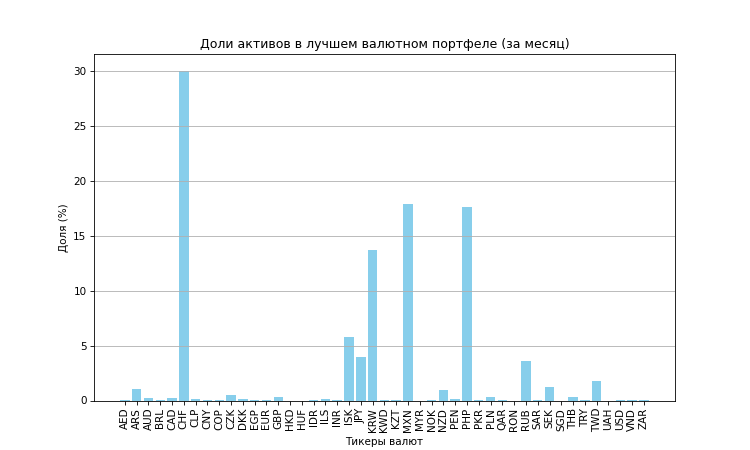 Доли активов в лучшем валютном портфеле (за месяц)
Доля (%)
30
25
20
15
10
5
0
AED ARS AUD BRL CAD CHF CLP CNY COP CZK DKK EGP EUR GBP HKD HUF IDR ILS INR ISK JPY KRW KWD KZT MXN MYR NOK NZD PEN PHP PKR PLN QAR RON RUB SAR SEK SGD THB TRY TWD UAH USD VND ZAR
Тикеры валют